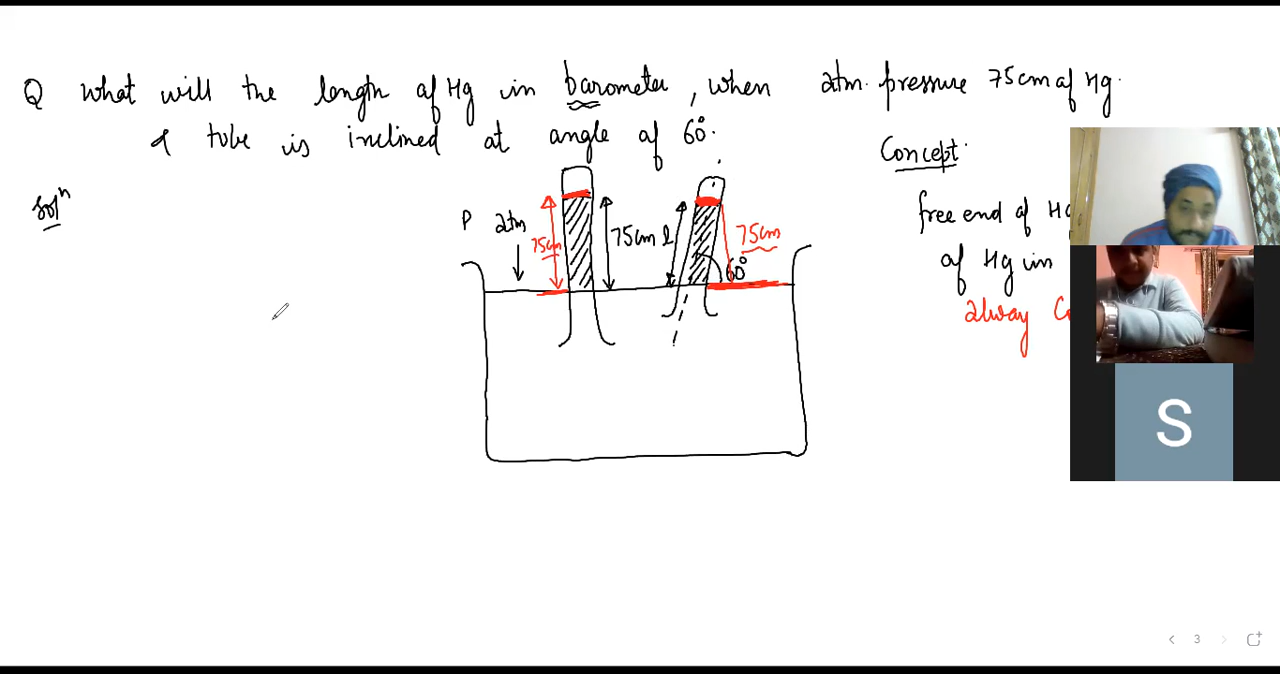 Q what will the length of Hg in barometer, when atm. pressure 75cm of Hg.
& tube is inclined at angle of 60°.
Concept.
Solⁿ
free end of
of Hg in
alway
P atm
75cm
75cm
l
75cm
60°
S
3